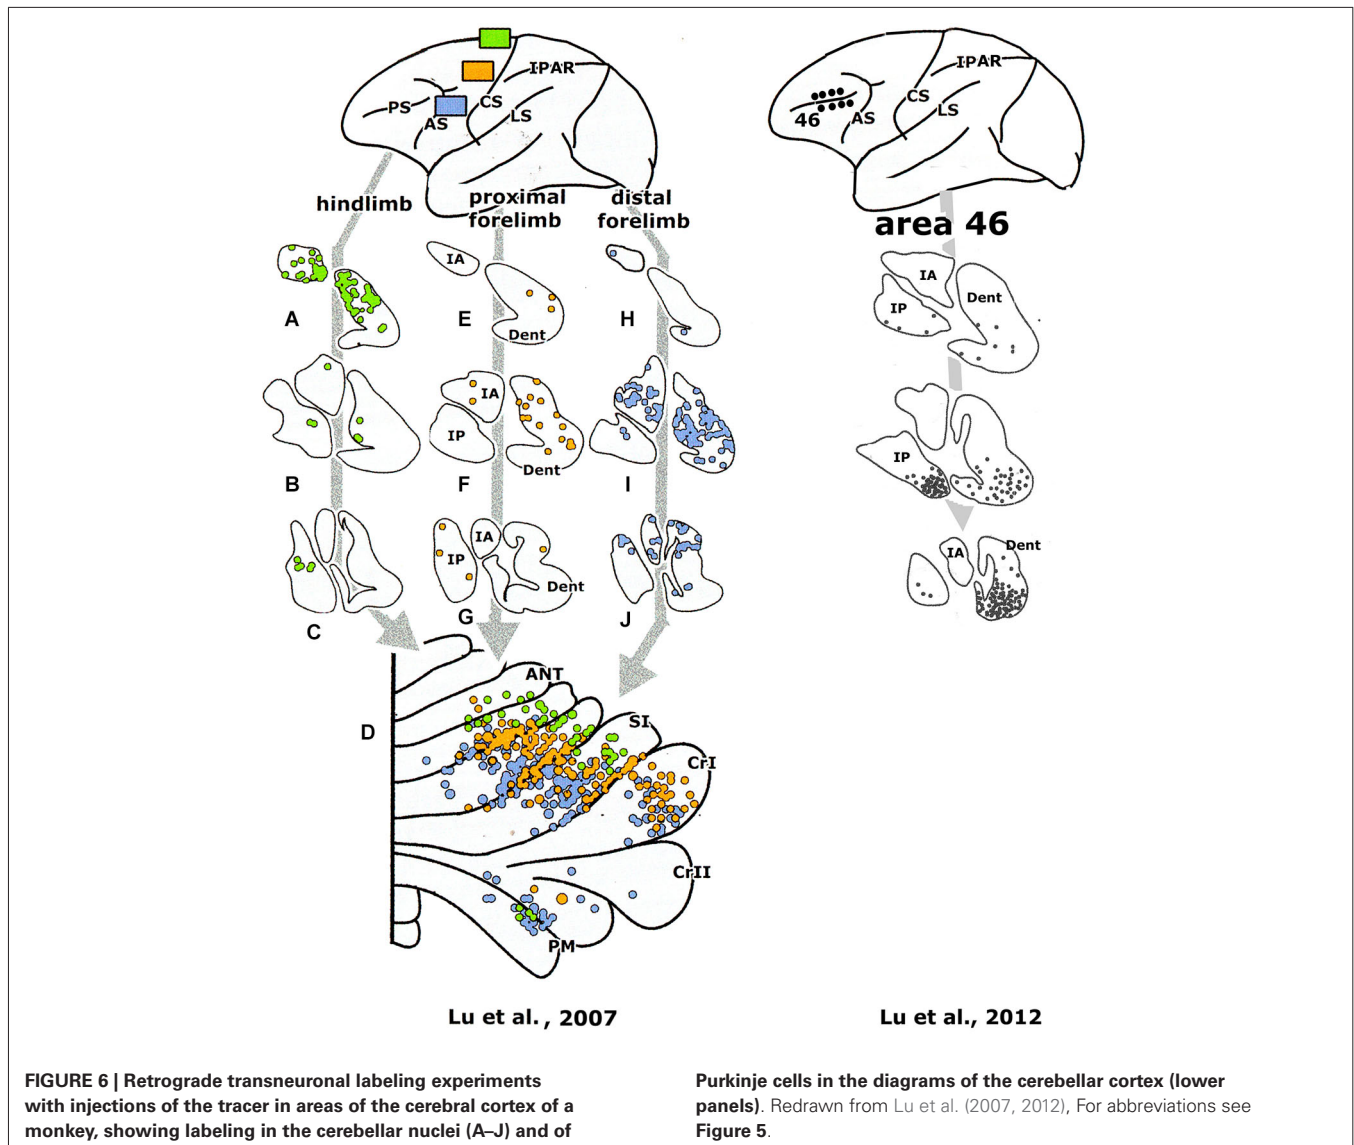 IPAR
PS
CS
AS
LS
hindlimb
proximal
forelimb
distal
forelimb
IPAR
CS
46
AS
LS
area 46
A
IA
E
Dent
H
B
IA
IP
F
Dent
I
C
IA
IP
Dent
G
J
IA
IP
Dent
IP
IA
Dent
D
ANT
SI
CrI
CrII
PM
Lu et al., 2007
Lu et al., 2012
FIGURE 6 | Retrograde transneuronal labeling experiments
with injections of the tracer in areas of the cerebral cortex of a
monkey, showing labeling in the cerebellar nuclei (A–J) and of
Purkinje cells in the diagrams of the cerebellar cortex (lower
panels). Redrawn from Lu et al. (2007, 2012), For abbreviations see
Figure 5.